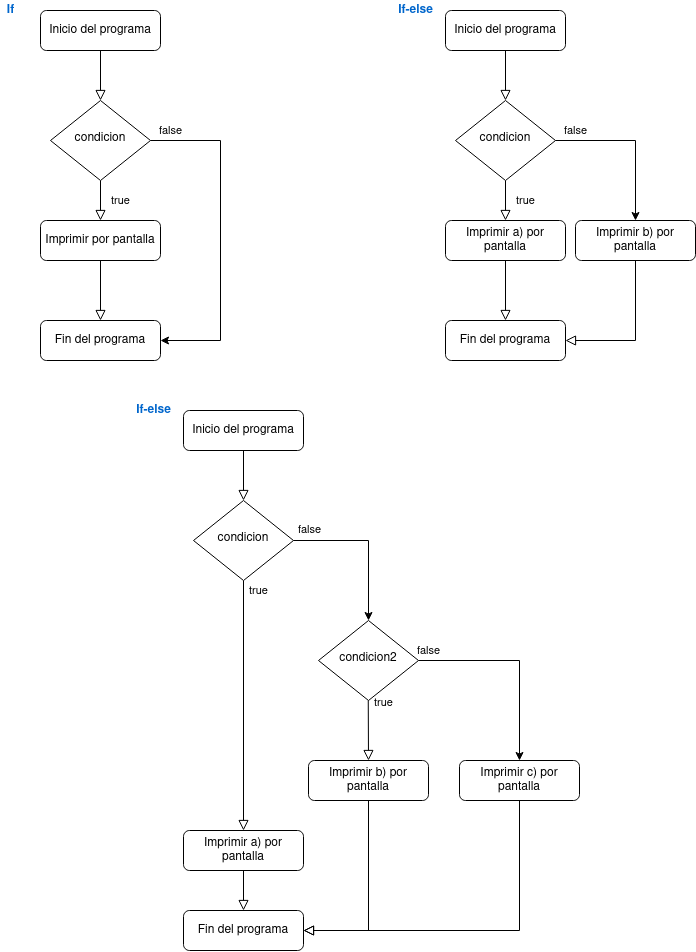 If
Inicio del programa
condicion
false
true
Imprimir por pantalla
Fin del programa
If-else
Inicio del programa
condicion
false
true
Imprimir a) por
pantalla
Imprimir b) por
pantalla
Fin del programa
If-else
Inicio del programa
condicion
false
true
condicion2
false
true
Imprimir b) por
pantalla
Imprimir c) por
pantalla
Imprimir a) por
pantalla
Fin del programa